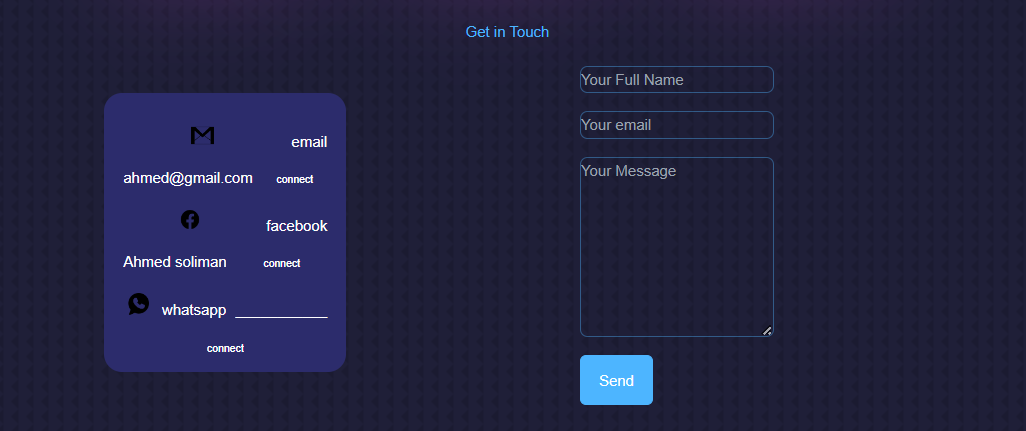 Get in Touch
email
ahmed@gmail.com connect
facebook
Ahmed soliman connect
whatsapp ____________
connect
Your Full Name
Your email
Your Message
Send